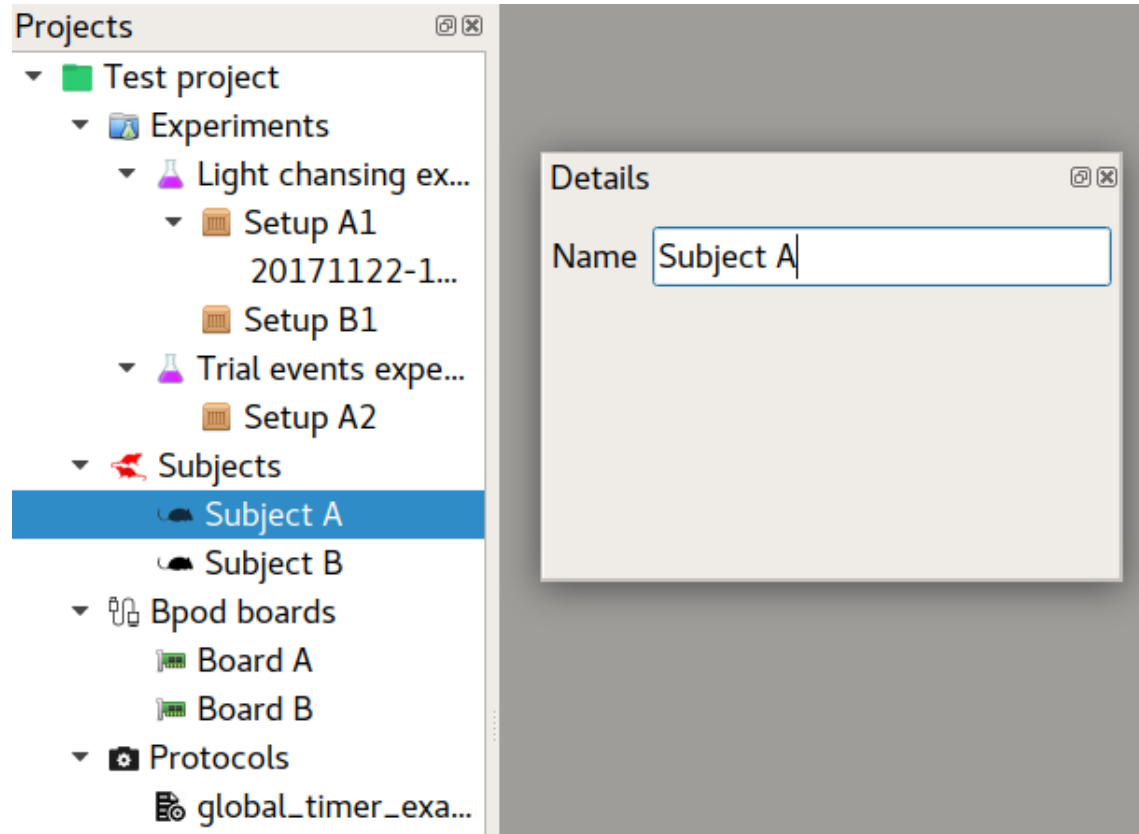 Projects
Test project
Experiments
Light chansing ex...
Setup A1
20171122-1...
Setup B1
Trial events expe...
Setup A2
Subjects
Subject A
Subject B
Bpod boards
Board A
Board B
Protocols
global_timer_exa...
Details
Name Subject A